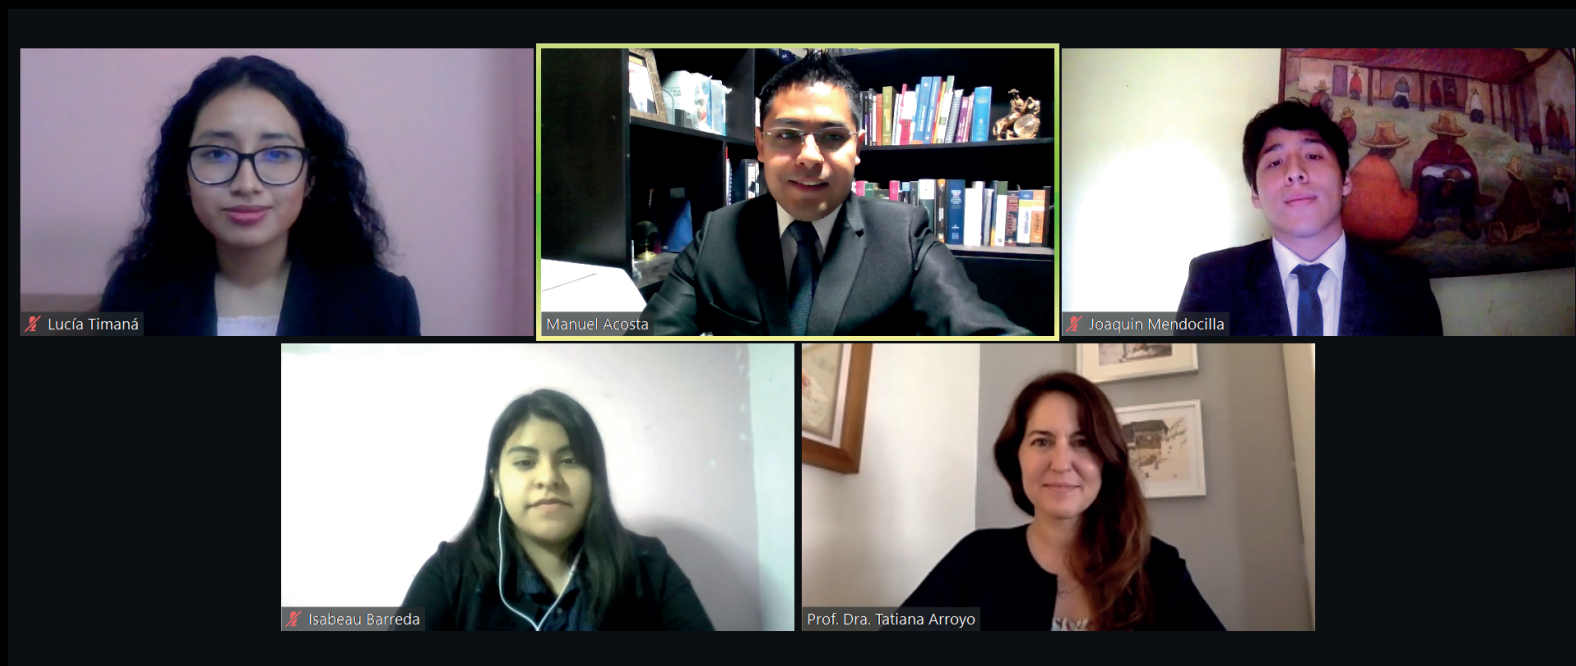 Lucía Timaná
Manuel Acosta
Joaquin Mendocilla
Isabeau Barreda
Prof. Dra. Tatiana Arroyo